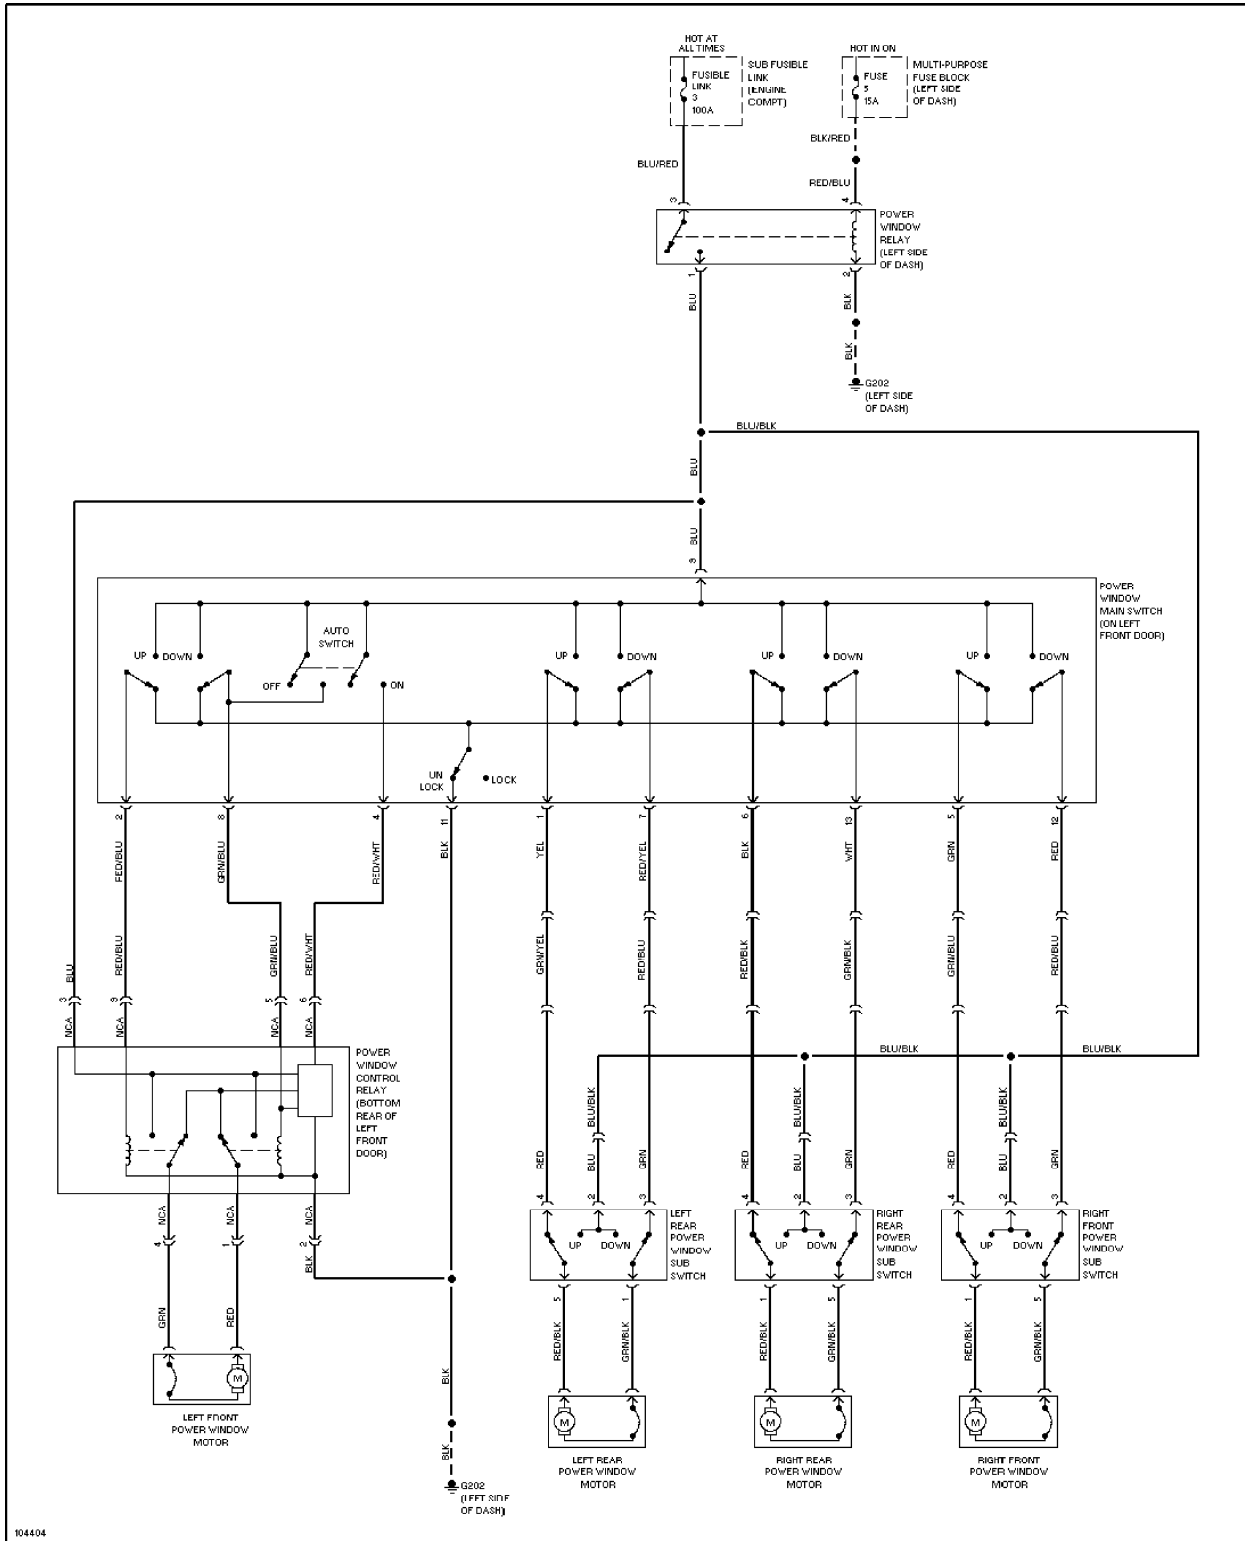 HOT AT
ALL TIMES
HOT IN ON
FUSIBLE
LINK
3
100A
SUB FUSIBLE
LINK
(ENGINE
COMPT)
FUSE
5
15A
MULTI-PURPOSE
FUSE BLOCK
(LEFT SIDE
OF DASH)
BLU/RED
BLK/RED
RED/BLU
3
4
POWER
WINDOW
RELAY
(LEFT SIDE
OF DASH)
1
2
BLU
BLK
BLK
G202
(LEFT SIDE
OF DASH)
BLU/BLK
BLU
BLU
9
POWER
WINDOW
MAIN SWITCH
(ON LEFT
FRONT DOOR)
UP
DOWN
AUTO
SWITCH
OFF
ON
UP
DOWN
UP
DOWN
UP
DOWN
UN
LOCK
LOCK
2
8
4
11
1
7
6
13
5
12
RED/BLU
GRN/BLU
RED/WHT
BLK
YEL
RED/YEL
BLK
WHT
GRN
RED
BLU
RED/BLU
GRN/BLU
RED/WHT
GRN/YEL
RED/BLU
RED/BLK
GRN/BLK
GRN/BLU
RED/BLU
3
9
5
6
NCA
NCA
NCA
NCA
POWER
WINDOW
CONTROL
RELAY
(BOTTOM
REAR OF
LEFT
FRONT
DOOR)
BLU/BLK
BLU/BLK
BLU/BLK
BLU/BLK
BLU/BLK
RED
BLU
GRN
RED
BLU
GRN
GRN
BLU
GRN
4
2
3
4
2
3
4
2
3
UP
DOWN
LEFT
REAR
POWER
WINDOW
SUB
SWITCH
UP
DOWN
RIGHT
REAR
POWER
WINDOW
SUB
SWITCH
UP
DOWN
RIGHT
FRONT
POWER
WINDOW
SUB
SWITCH
NCA
NCA
NCA
4
1
2
BLK
GRN
RED
5
1
1
5
1
5
RED/BLK
GRN/BLK
RED/BLK
GRN/BLK
RED/BLK
GRN/BLK
M
LEFT FRONT
POWER WINDOW
MOTOR
BLK
BLK
G202
(LEFT SIDE
OF DASH)
M
LEFT REAR
POWER WINDOW
MOTOR
M
RIGHT REAR
POWER WINDOW
MOTOR
M
RIGHT FRONT
POWER WINDOW
MOTOR
104404